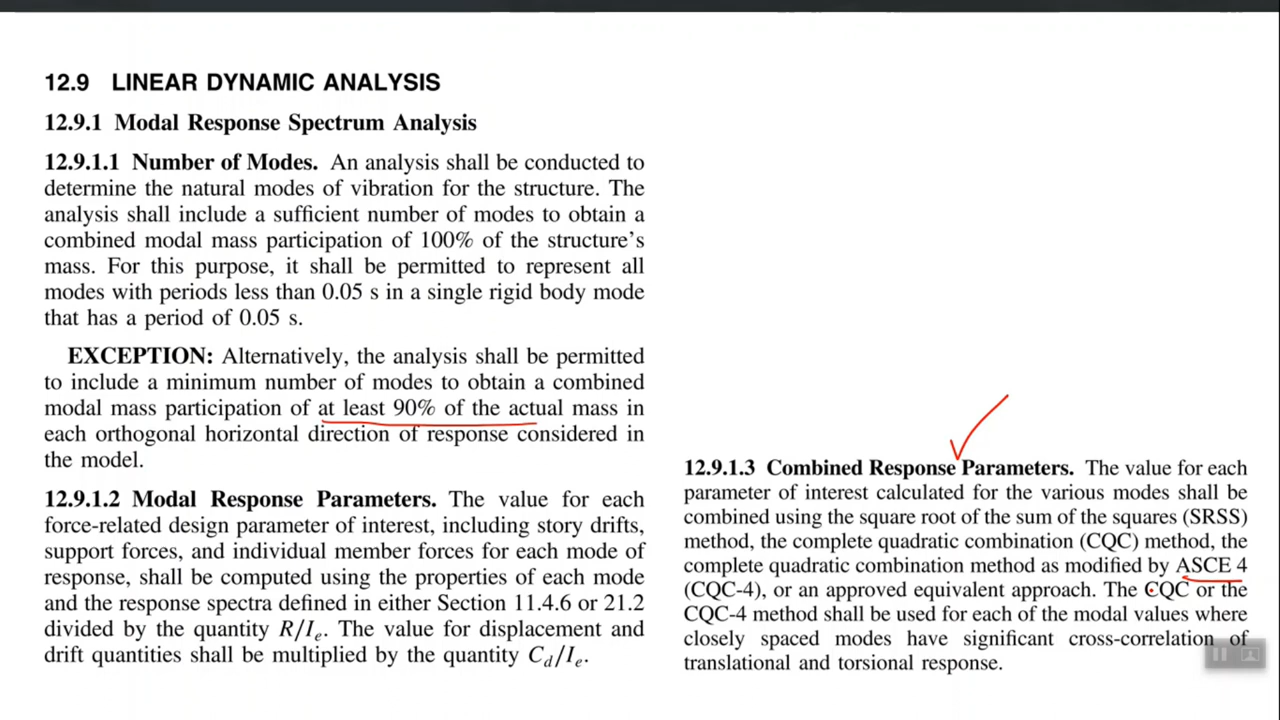 12.9 LINEAR DYNAMIC ANALYSIS
12.9.1 Modal Response Spectrum Analysis
12.9.1.1 Number of Modes. An analysis shall be conducted to
determine the natural modes of vibration for the structure. The
analysis shall include a sufficient number of modes to obtain a
combined modal mass participation of 100% of the structure's
mass. For this purpose, it shall be permitted to represent all
modes with periods less than 0.05 s in a single rigid body mode
that has a period of 0.05 s.
EXCEPTION: Alternatively, the analysis shall be permitted
to include a minimum number of modes to obtain a combined
modal mass participation of at least 90% of the actual mass in
each orthogonal horizontal direction of response considered in
the model.
12.9.1.2 Modal Response Parameters. The value for each
force-related design parameter of interest, including story drifts,
support forces, and individual member forces for each mode of
response, shall be computed using the properties of each mode
and the response spectra defined in either Section 11.4.6 or 21.2
divided by the quantity R/Ie. The value for displacement and
drift quantities shall be multiplied by the quantity Cd/Ie.
12.9.1.3 Combined Response Parameters. The value for each
parameter of interest calculated for the various modes shall be
combined using the square root of the sum of the squares (SRSS)
method, the complete quadratic combination (CQC) method, the
complete quadratic combination method as modified by ASCE 4
(CQC-4), or an approved equivalent approach. The CQC or the
CQC-4 method shall be used for each of the modal values where
closely spaced modes have significant cross-correlation of
translational and torsional response.